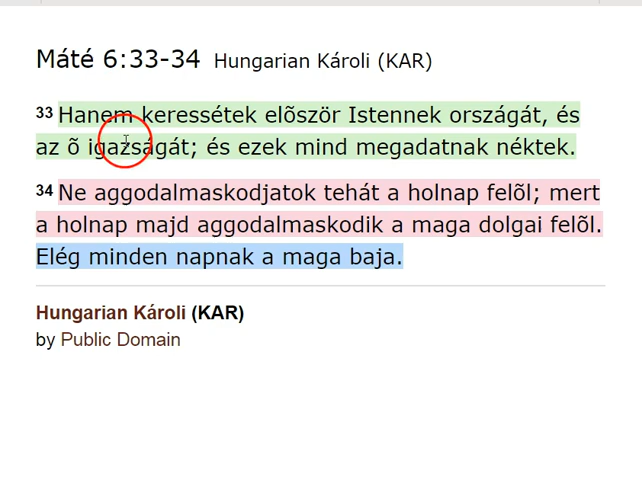 Máté 6:33-34 Hungarian Károli (KAR)
33 Hanem keressétek elõször Istennek országát, és
az õ igazságát; és ezek mind megadatnak néktek.
34 Ne aggodalmaskodjatok tehát a holnap felõl; mert
a holnap majd aggodalmaskodik a maga dolgai felõl.
Elég minden napnak a maga baja.
Hungarian Károli (KAR)
by Public Domain